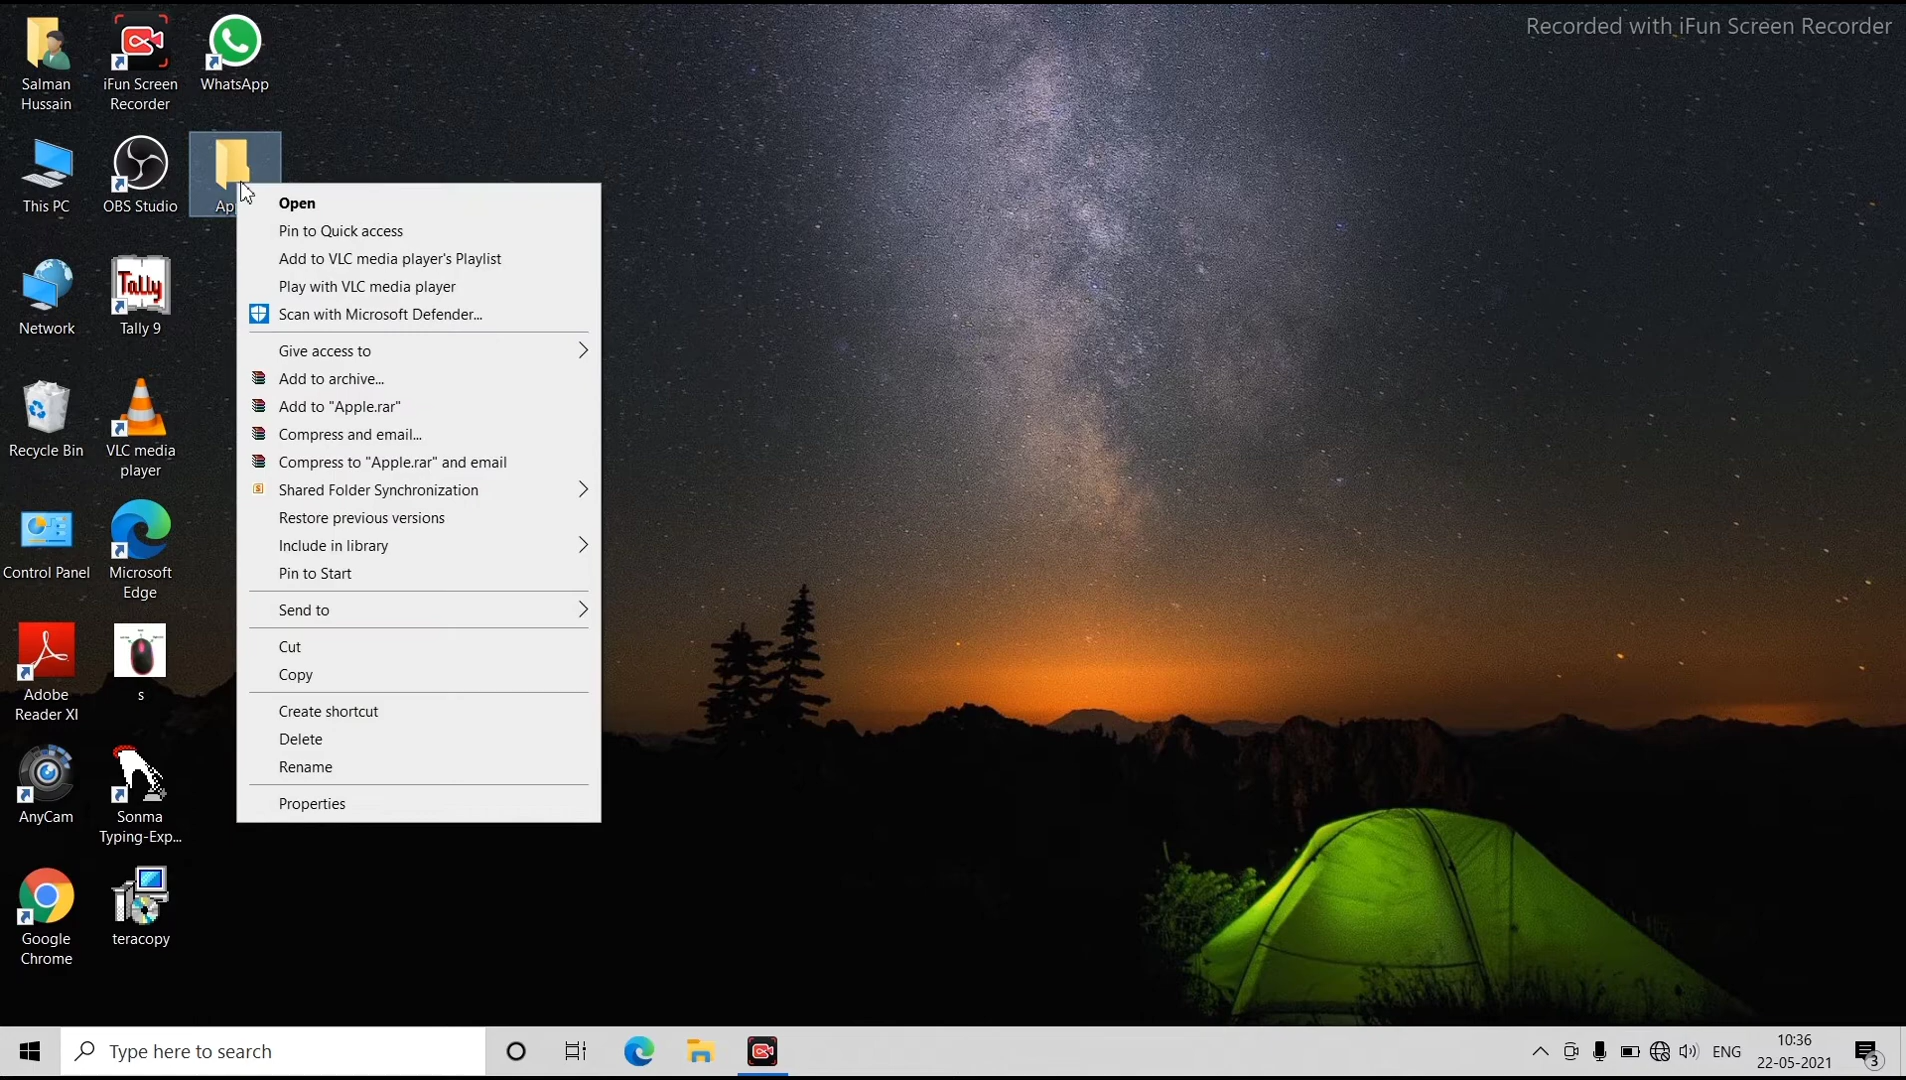 Recorded with iFun Screen Recorder
Salman
Hussain
iFun Screen
Recorder
WhatsApp
This PC
OBS Studio
Network
Tally
Tally 9
Recycle Bin
VLC media
player
Control Panel
Microsoft
Edge
Adobe
Reader XI
s
AnyCam
Sonma
Typing-Exp...
Google
Chrome
teracopy
Open
Pin to Quick access
Add to VLC media player's Playlist
Play with VLC media player
Scan with Microsoft Defender...
Give access to
Add to archive...
Add to "Apple.rar"
Compress and email...
Compress to "Apple.rar" and email
Shared Folder Synchronization
Restore previous versions
Include in library
Pin to Start
Send to
Cut
Copy
Create shortcut
Delete
Rename
Properties
Type here to search
ENG
10:36
22-05-2021
3